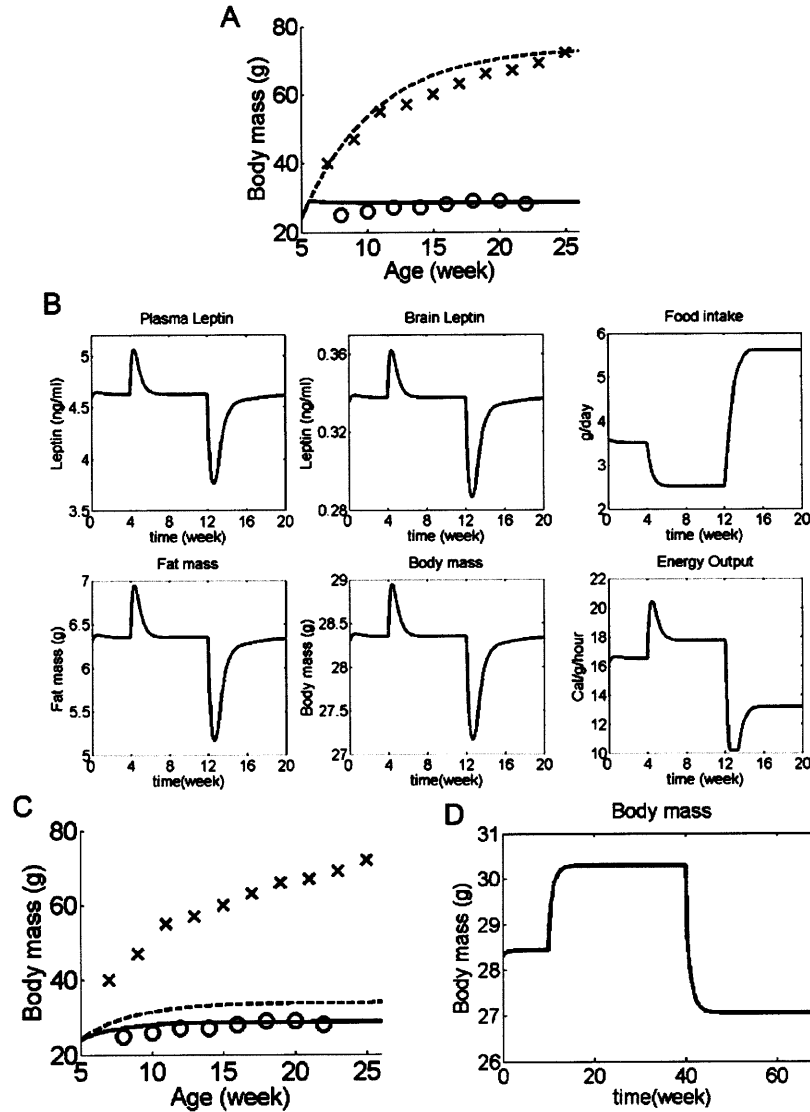 A
Body mass (g)
80
60
40
20
5 10 15 20 25
Age (week)
B
Plasma Leptin
Leptin (ng/ml)
5
4.5
4
3.5
0 4 8 12 16 20
time (week)
Brain Leptin
Leptin (ng/ml)
0.36
0.32
0.28
0 4 8 12 16 20
time (week)
Food intake
g/day
6
5
4
3
2
0 4 8 12 16 20
time (week)
Fat mass
Fat mass (g)
7
6.5
6
5.5
5
0 4 8 12 16 20
time(week)
Body mass
Body mass (g)
29
28.5
28
27.5
27
0 4 8 12 16 20
time(week)
Energy Output
Cal/g/hour
22
20
18
16
14
12
10
0 4 8 12 16 20
time (week)
C
Body mass (g)
80
60
40
20
5 10 15 20 25
Age (week)
D
Body mass
Body mass (g)
31
30
29
28
27
26
0 20 40 60
time(week)